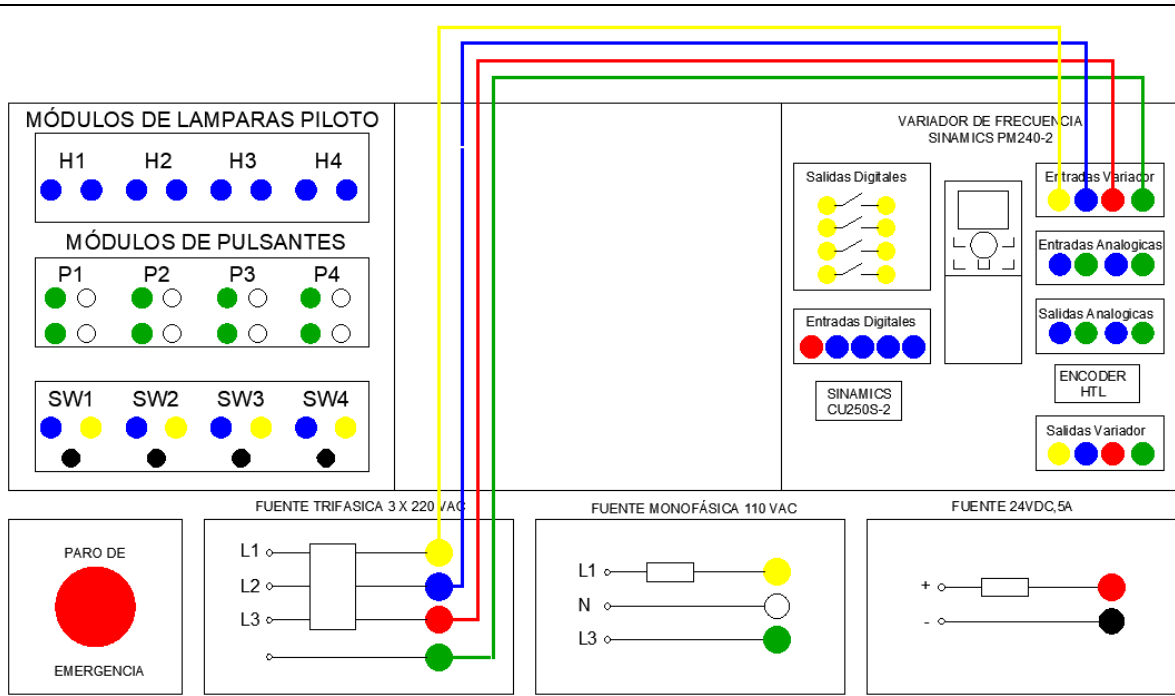 MÓDULOS DE LAMPARAS PILOTO
H1 H2 H3 H4
MÓDULOS DE PULSANTES
P1 P2 P3 P4
SW1 SW2 SW3 SW4
VARIADOR DE FRECUENCIA
SINAMICS PM240-2
Salidas Digitales
Entradas Variador
Entradas Analogicas
Salidas Analogicas
Entradas Digitales
SINAMICS
CU250S-2
ENCODER
HTL
Salidas Variador
PARO DE
EMERGENCIA
FUENTE TRIFASICA 3 X 220 VAC
L1
L2
L3
FUENTE MONOFÁSICA 110 VAC
L1
N
L3
FUENTE 24VDC,5A
+
-